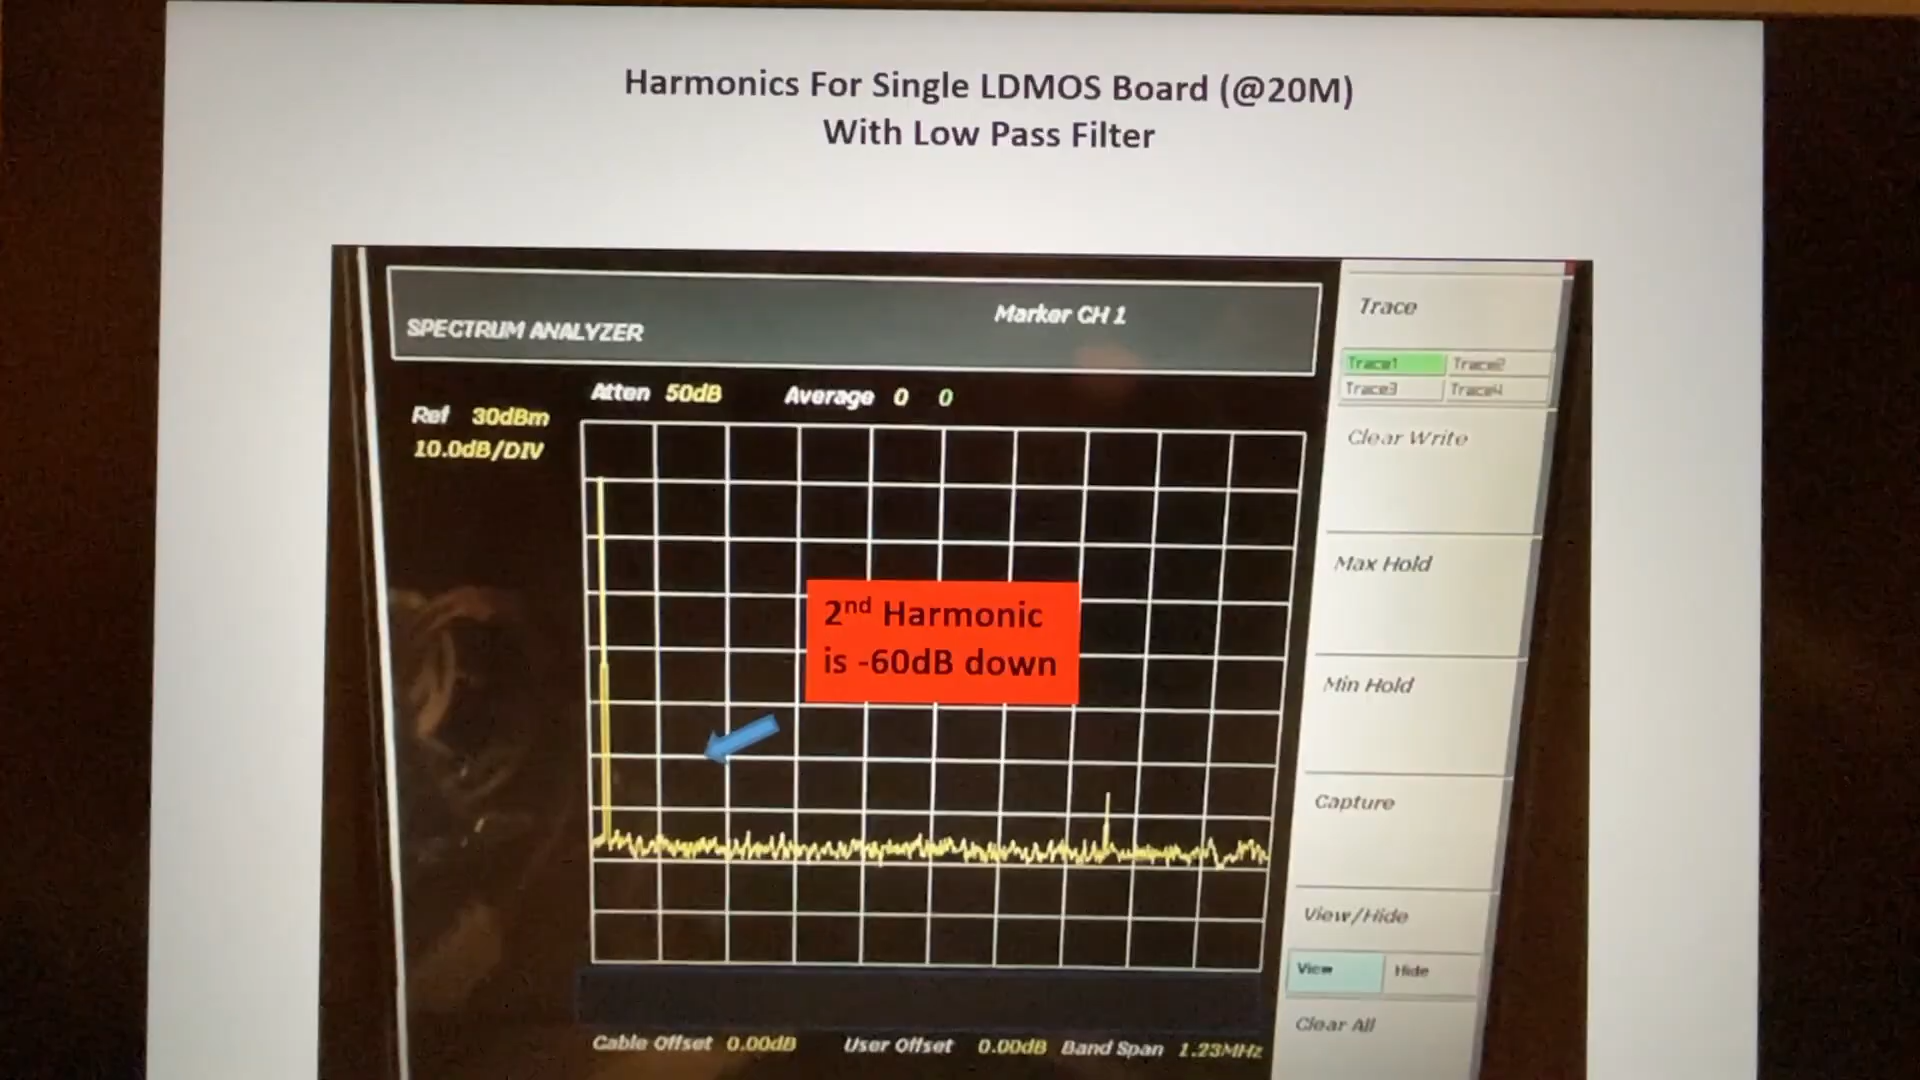 Harmonics For Single LDMOS Board (@20M)
With Low Pass Filter
SPECTRUM ANALYZER
Marker CH 1
Atten 50dB Average 0 0
Ref 30dBm
10.0dB/DIV
2nd Harmonic
is -60dB down
Cable Offset 0.00dB User Offset 0.00dB Band Span 1.23MHz
Trace
Trace1 Trace2
Trace3 Trace4
Clear Write
Max Hold
Min Hold
Capture
View/Hide
View Hide
Clear All